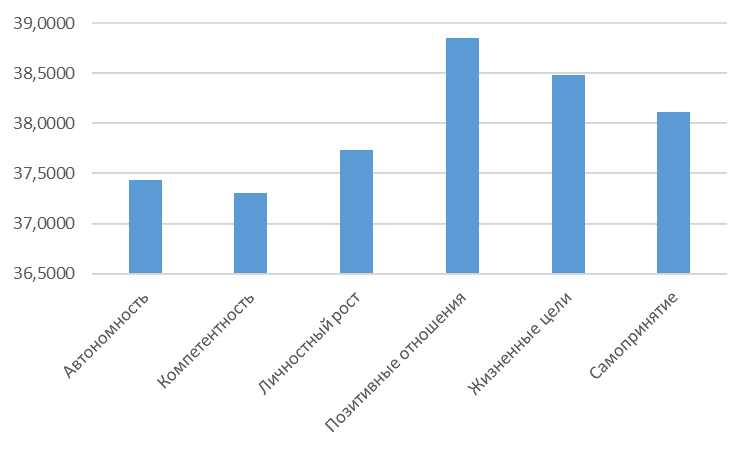 39,0000
38,5000
38,0000
37,5000
37,0000
36,5000
Автономность
Компетентность
Личностный рост
Позитивные отношения
Жизненные цели
Самопринятие